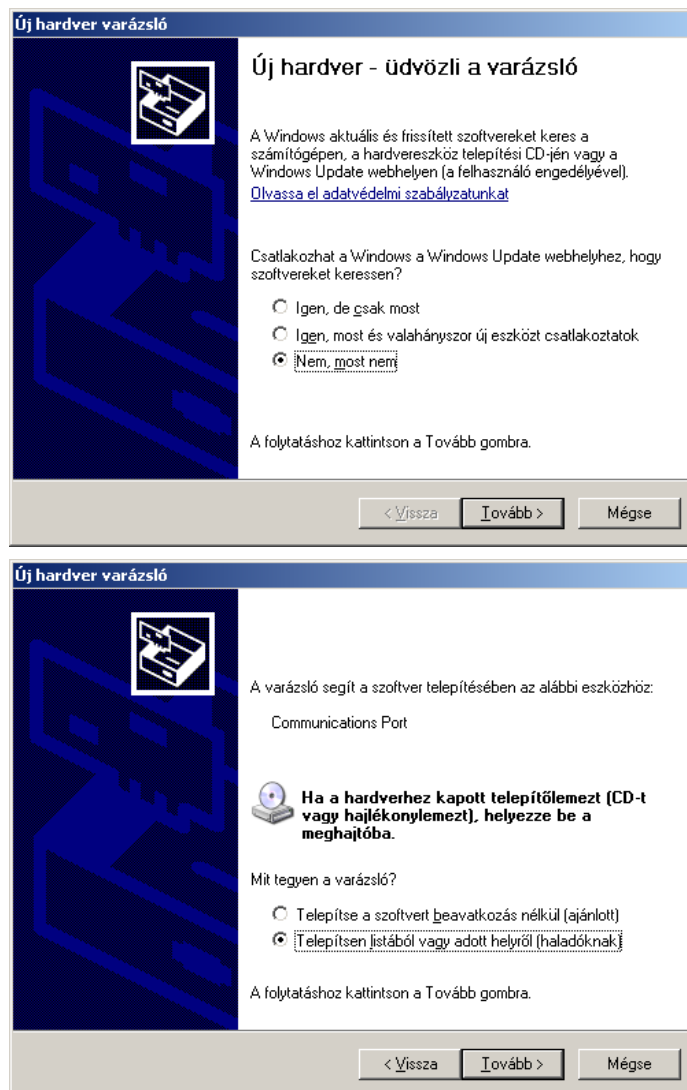 Új hardver varázsló
Új hardver - üdvözli a varázsló
A Windows aktuális és frissített szoftvereket keres a
számítógépen, a hardvereszköz telepítési CD-jén vagy a
Windows Update webhelyen (a felhasználó engedélyével).
Olvassa el adatvédelmi szabályzatunkat
Csatlakozhat a Windows a Windows Update webhelyhez, hogy
szoftvereket keressen?
Igen, de csak most
Igen, most és valahányszor új eszközt csatlakoztatok
Nem, most nem
A folytatáshoz kattintson a Tovább gombra.
< Vissza Tovább > Mégse
Új hardver varázsló
A varázsló segít a szoftver telepítésében az alábbi eszközhöz:
Communications Port
Ha a hardverhez kapott telepítőlemezt (CD-t
vagy hajlékonylemezt), helyezze be a
meghajtóba.
Mit tegyen a varázsló?
Telepítse a szoftvert beavatkozás nélkül (ajánlott)
Telepítsen listából vagy adott helyről (haladóknak)
A folytatáshoz kattintson a Tovább gombra.
< Vissza Tovább > Mégse